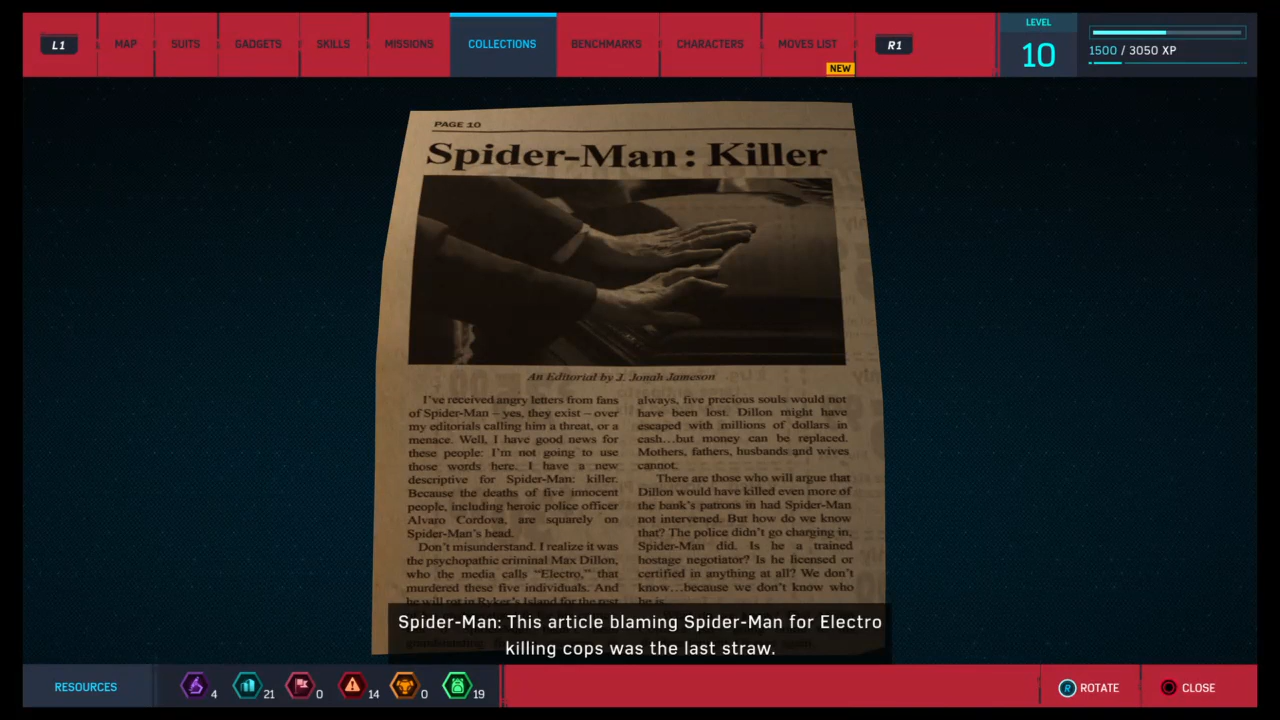 LEVEL
L1 MAP SUITS GADGETS SKILLS MISSIONS COLLECTIONS BENCHMARKS CHARACTERS MOVES LIST R1
10
1500 / 3050 XP
NEW
PAGE 10
Spider-Man : Killer
An Editorial by J. Jonah Jameson
I've received angry letters from fans
of Spider-Man – yes, they exist – over
my editorials calling him a threat, or a
menace. Well, I have good news for
these people: I'm not going to use
those words here. I have a new
descriptive for Spider-Man: killer.
Because the deaths of five innocent
people, including heroic police officer
Alvaro Cordova, are squarely on
Spider-Man's head.
Don't misunderstand. I realize it was
the psychopathic criminal Max Dillon,
who the media calls "Electro," that
murdered these five individuals. And
he will rot in Ryker's Island for the rest
always, five precious souls would not
have been lost. Dillon might have
escaped with millions of dollars in
cash...but money can be replaced.
Mothers, fathers, husbands and wives
cannot.
There are those who will argue that
Dillon would have killed even more of
the bank's patrons in had Spider-Man
not intervened. But how do we know
that? The police didn't go charging in,
Spider-Man did. Is he a trained
hostage negotiator? Is he licensed or
certified in anything at all? We don't
know...because we don't know who
he is.
Spider-Man: This article blaming Spider-Man for Electro
killing cops was the last straw.
RESOURCES 4 21 0 14 0 19 R ROTATE CLOSE